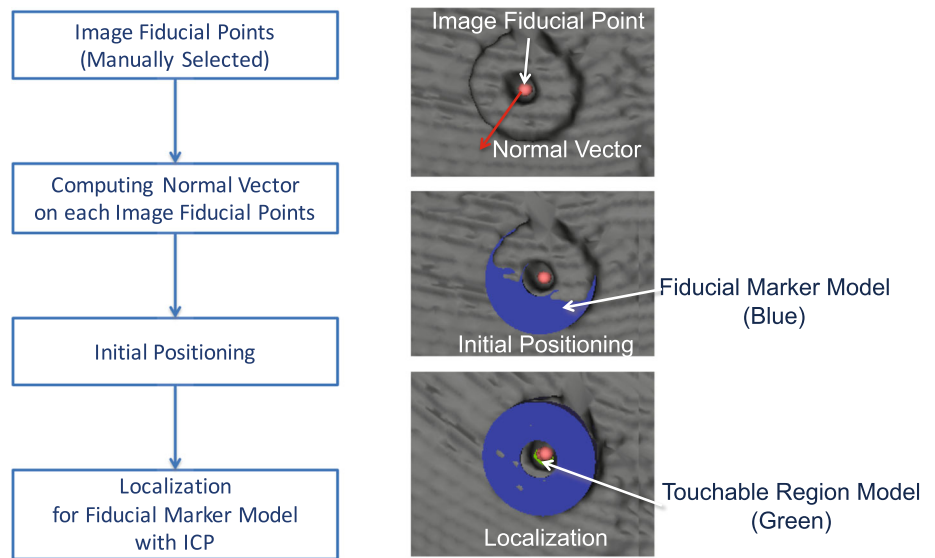 Image Fiducial Points
(Manually Selected)
Computing Normal Vector
on each Image Fiducial Points
Initial Positioning
Localization
for Fiducial Marker Model
with ICP
Image Fiducial Point
Normal Vector
Initial Positioning
Fiducial Marker Model
(Blue)
Localization
Touchable Region Model
(Green)